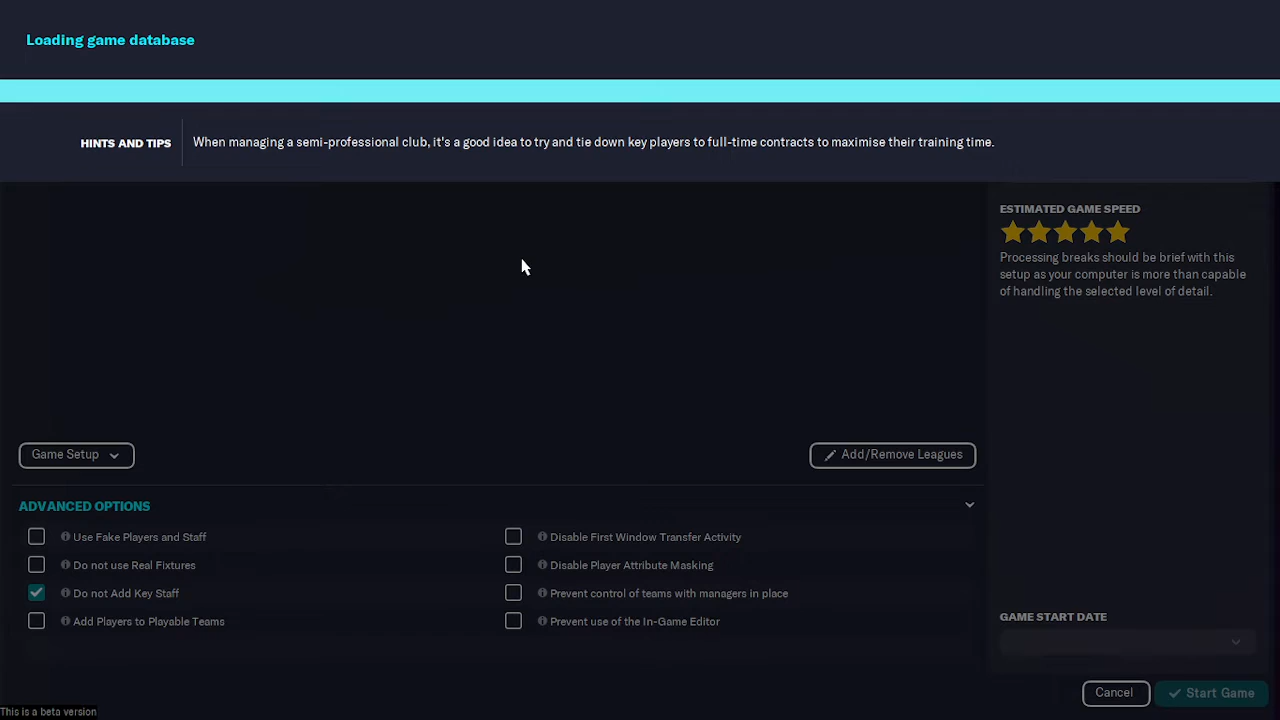 Loading game database
HINTS AND TIPS
When managing a semi-professional club, it's a good idea to try and tie down key players to full-time contracts to maximise their training time.
ESTIMATED GAME SPEED
Processing breaks should be brief with this
setup as your computer is more than capable
of handling the selected level of detail.
Game Setup
Add/Remove Leagues
ADVANCED OPTIONS
Use Fake Players and Staff
Disable First Window Transfer Activity
Do not use Real Fixtures
Disable Player Attribute Masking
Do not Add Key Staff
Prevent control of teams with managers in place
Add Players to Playable Teams
Prevent use of the In-Game Editor
GAME START DATE
Cancel
Start Game
This is a beta version